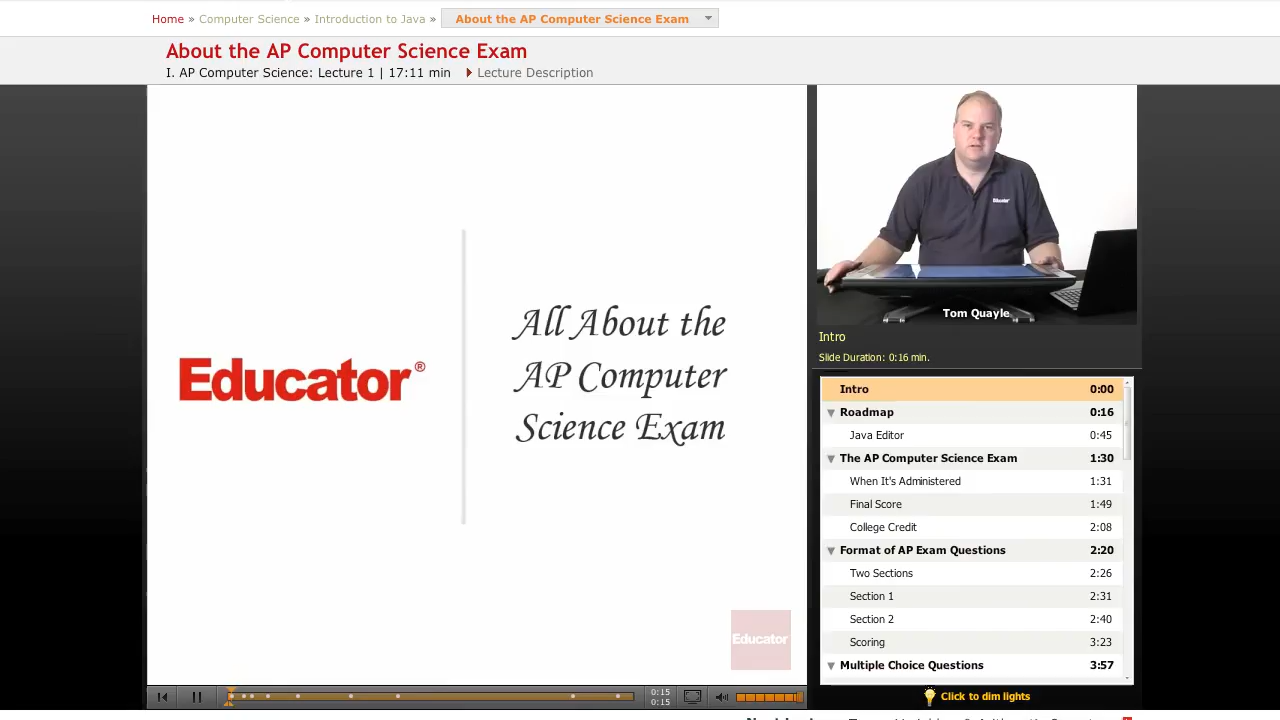 Home » Computer Science » Introduction to Java » About the AP Computer Science Exam
About the AP Computer Science Exam
I. AP Computer Science: Lecture 1 | 17:11 min Lecture Description
Educator®
All About the
AP Computer
Science Exam
Educator
Educator
Tom Quayle
Intro
Slide Duration: 0:16 min.
Intro 0:00
Roadmap 0:16
Java Editor 0:45
The AP Computer Science Exam 1:30
When It's Administered 1:31
Final Score 1:49
College Credit 2:08
Format of AP Exam Questions 2:20
Two Sections 2:26
Section 1 2:31
Section 2 2:40
Scoring 3:23
Multiple Choice Questions 3:57
0:15
0:15
Click to dim lights